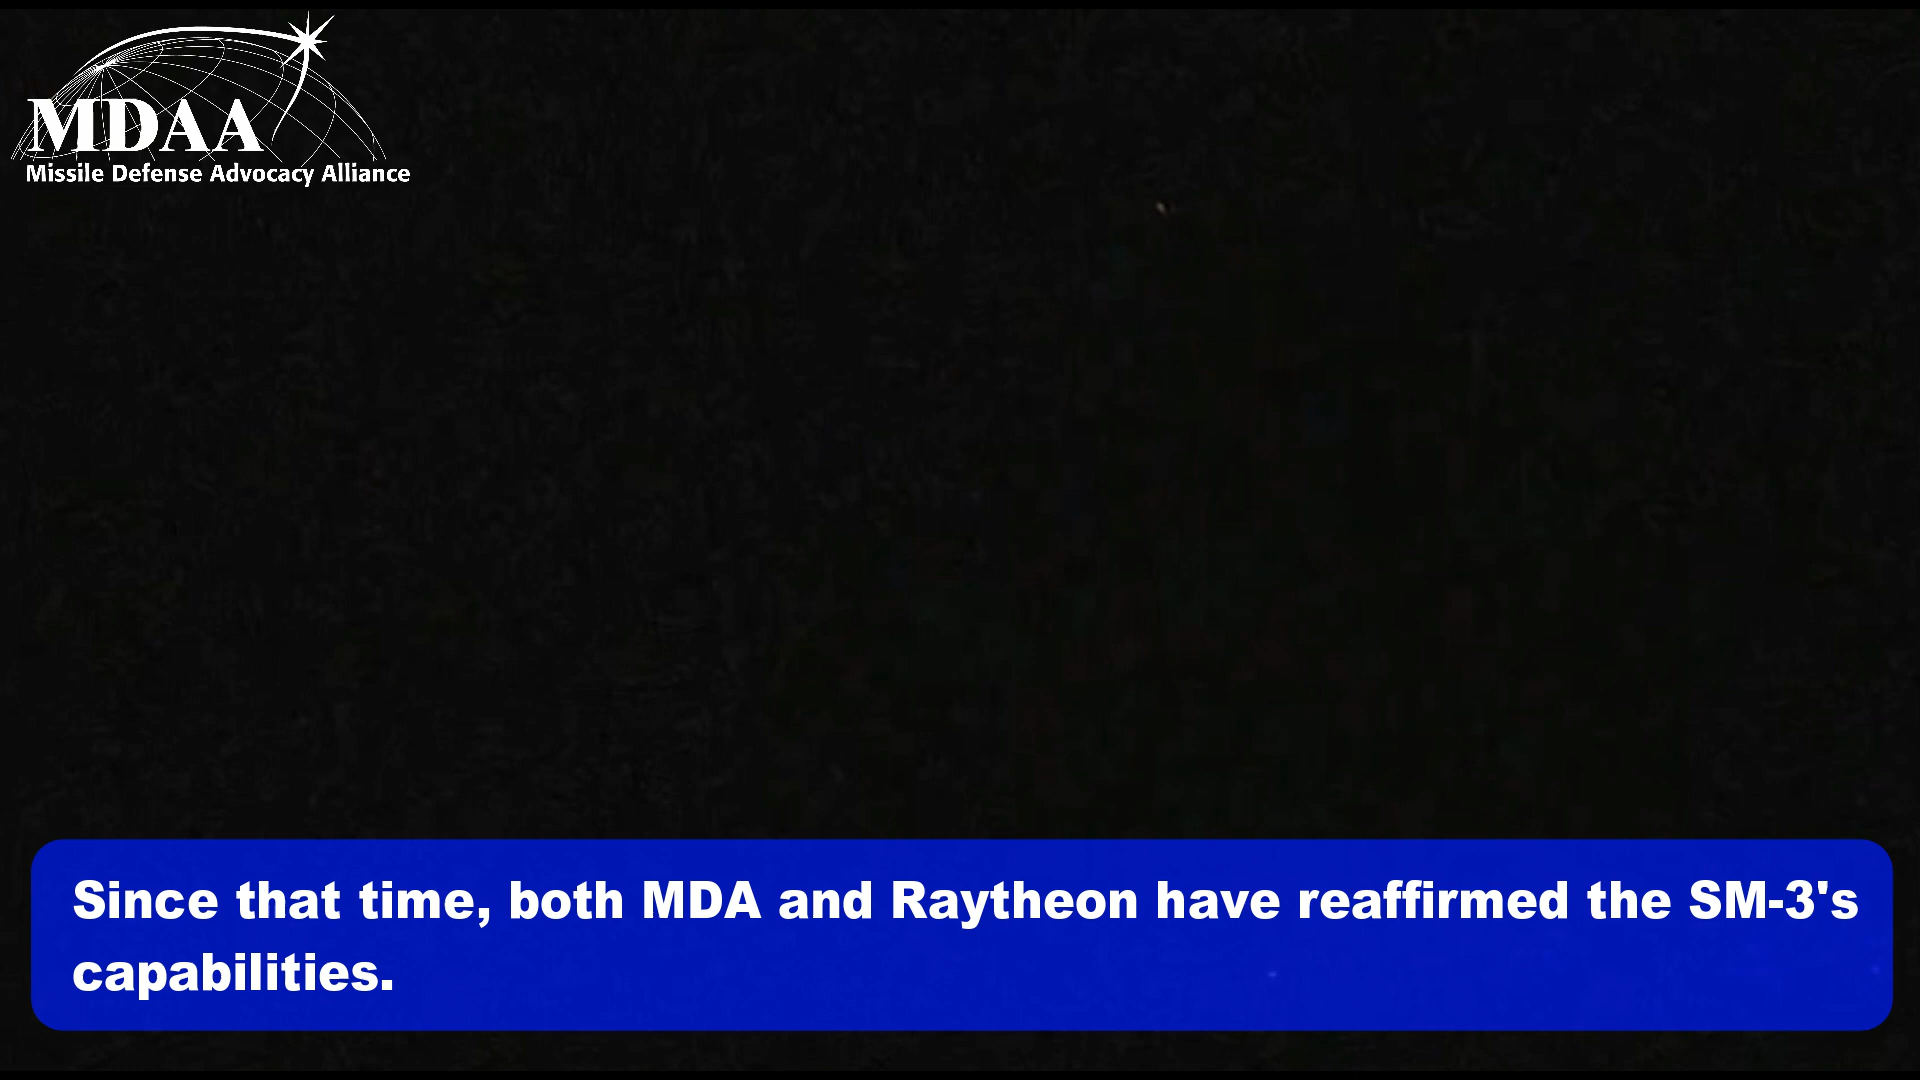 MDAA
Missile Defense Advocacy Alliance
Since that time, both MDA and Raytheon have reaffirmed the SM-3's
capabilities.